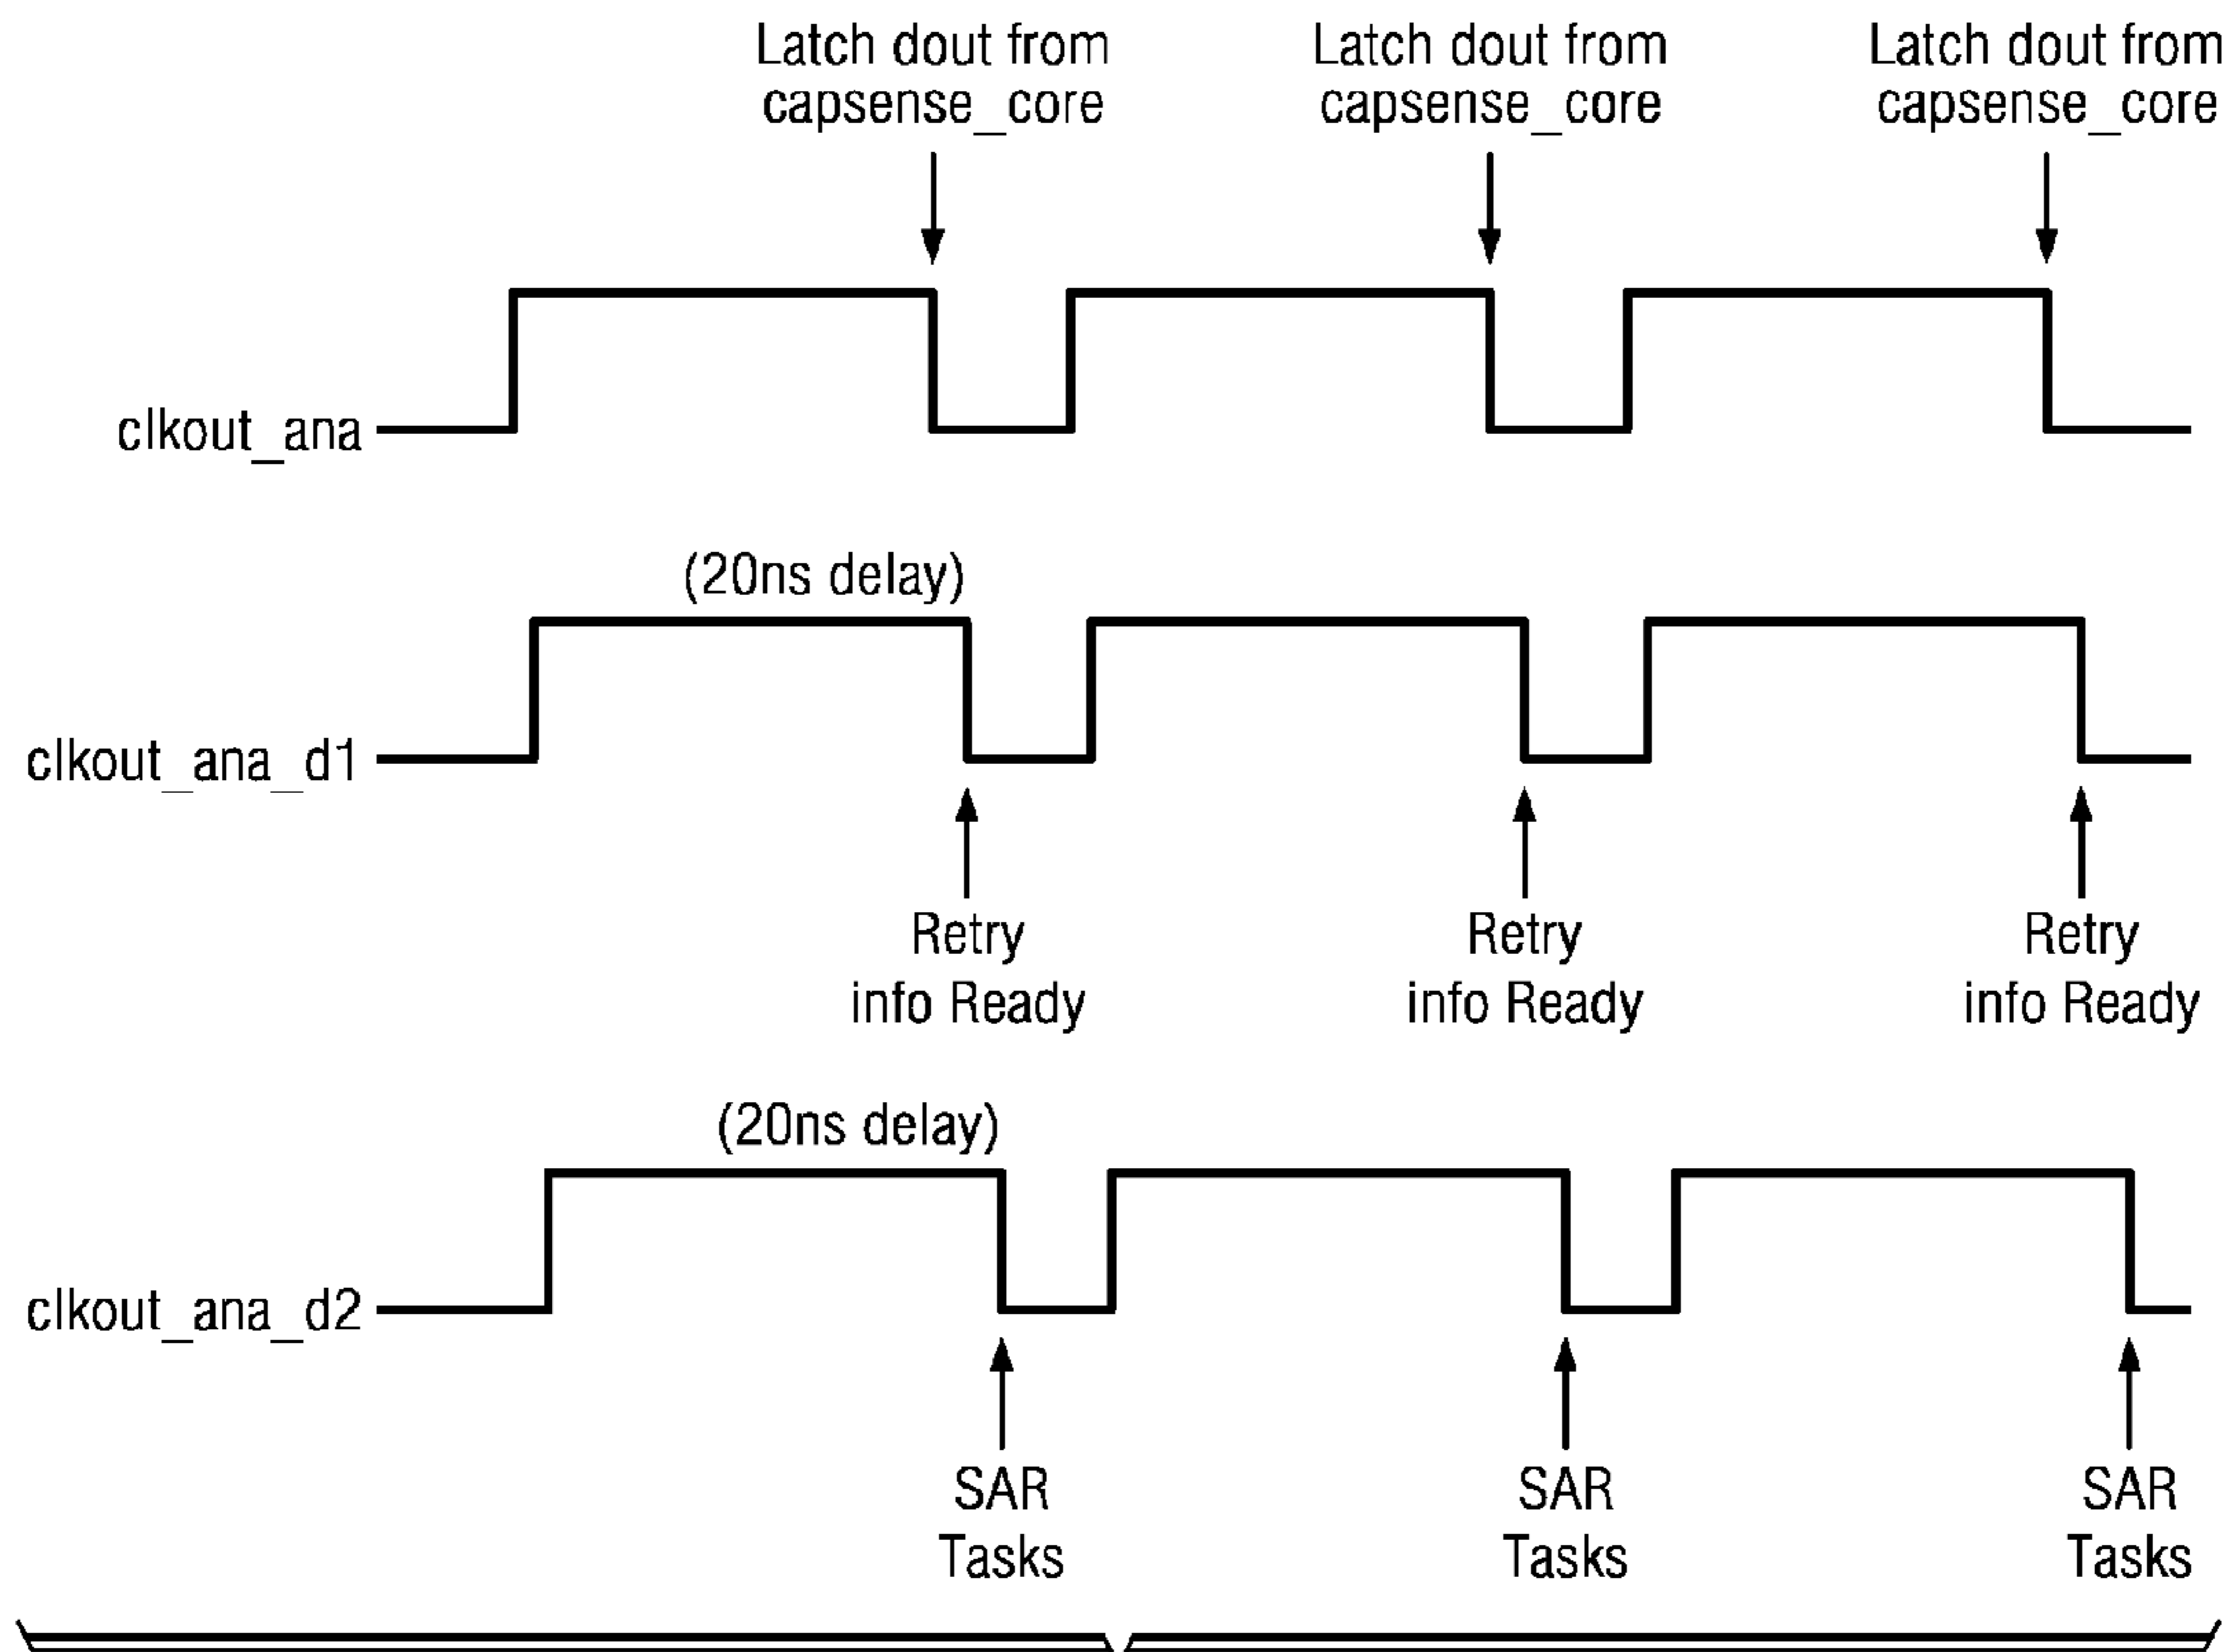 Latch dout from
capsense_core
Latch dout from
capsense_core
Latch dout from
capsense_core
clkout_ana
(20ns delay)
clkout_ana_d1
Retry
info Ready
Retry
info Ready
Retry
info Ready
(20ns delay)
clkout_ana_d2
SAR
Tasks
SAR
Tasks
SAR
Tasks